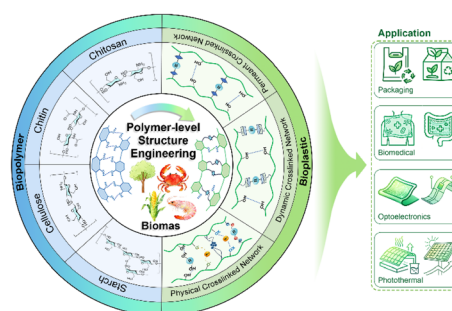 Application
Chitosan
Permeant Crosslinked Network
Chitin
Biopolymer
Polymer-level
Structure
Engineering
Biomas
Cellulose
Starch
Dynamic Crosslinked Network
Bioplastic
Physical Crosslinked Network
Packaging
Biomedical
Optoelectronics
Photothermal